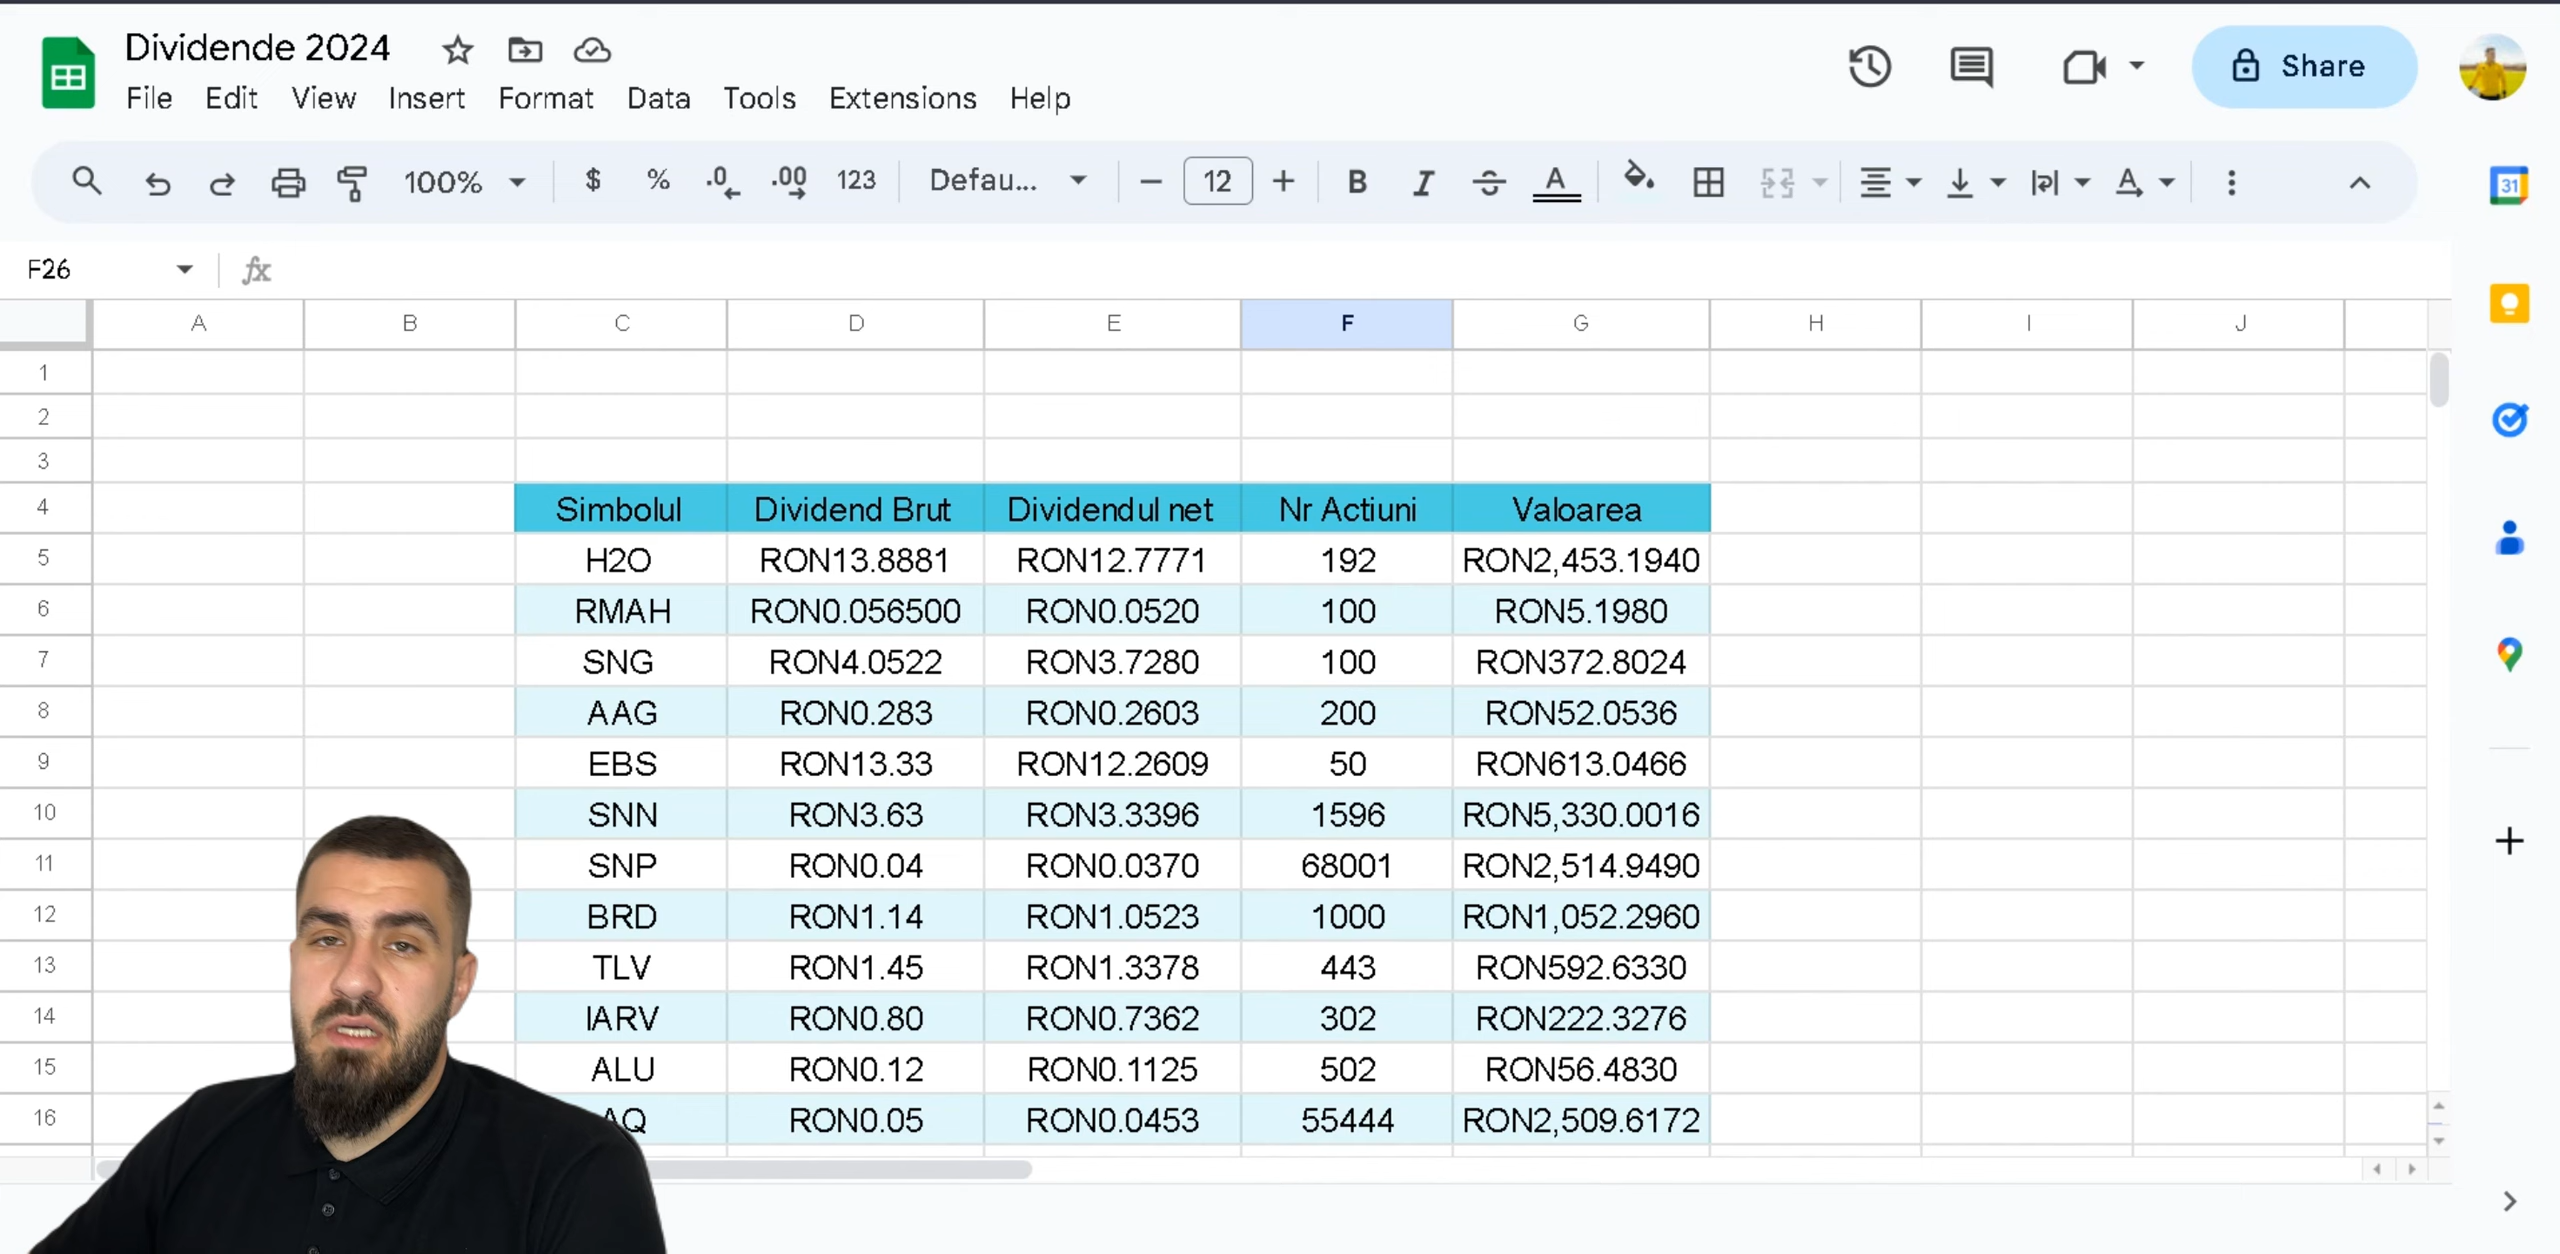 Dividende 2024
Share
File Edit View Insert Format Data Tools Extensions Help
100% $ % .0 .00 123 Defau... 12 B I S A A
31
F26 fx
A B C D E F G H I J
1
2
3
4 Simbolul Dividend Brut Dividendul net Nr Actiuni Valoarea
5 H2O RON13.8881 RON12.7771 192 RON2,453.1940
6 RMAH RON0.056500 RON0.0520 100 RON5.1980
7 SNG RON4.0522 RON3.7280 100 RON372.8024
8 AAG RON0.283 RON0.2603 200 RON52.0536
9 EBS RON13.33 RON12.2609 50 RON613.0466
10 SNN RON3.63 RON3.3396 1596 RON5,330.0016
11 SNP RON0.04 RON0.0370 68001 RON2,514.9490
12 BRD RON1.14 RON1.0523 1000 RON1,052.2960
13 TLV RON1.45 RON1.3378 443 RON592.6330
14 IARV RON0.80 RON0.7362 302 RON222.3276
15 ALU RON0.12 RON0.1125 502 RON56.4830
16 AQ RON0.05 RON0.0453 55444 RON2,509.6172